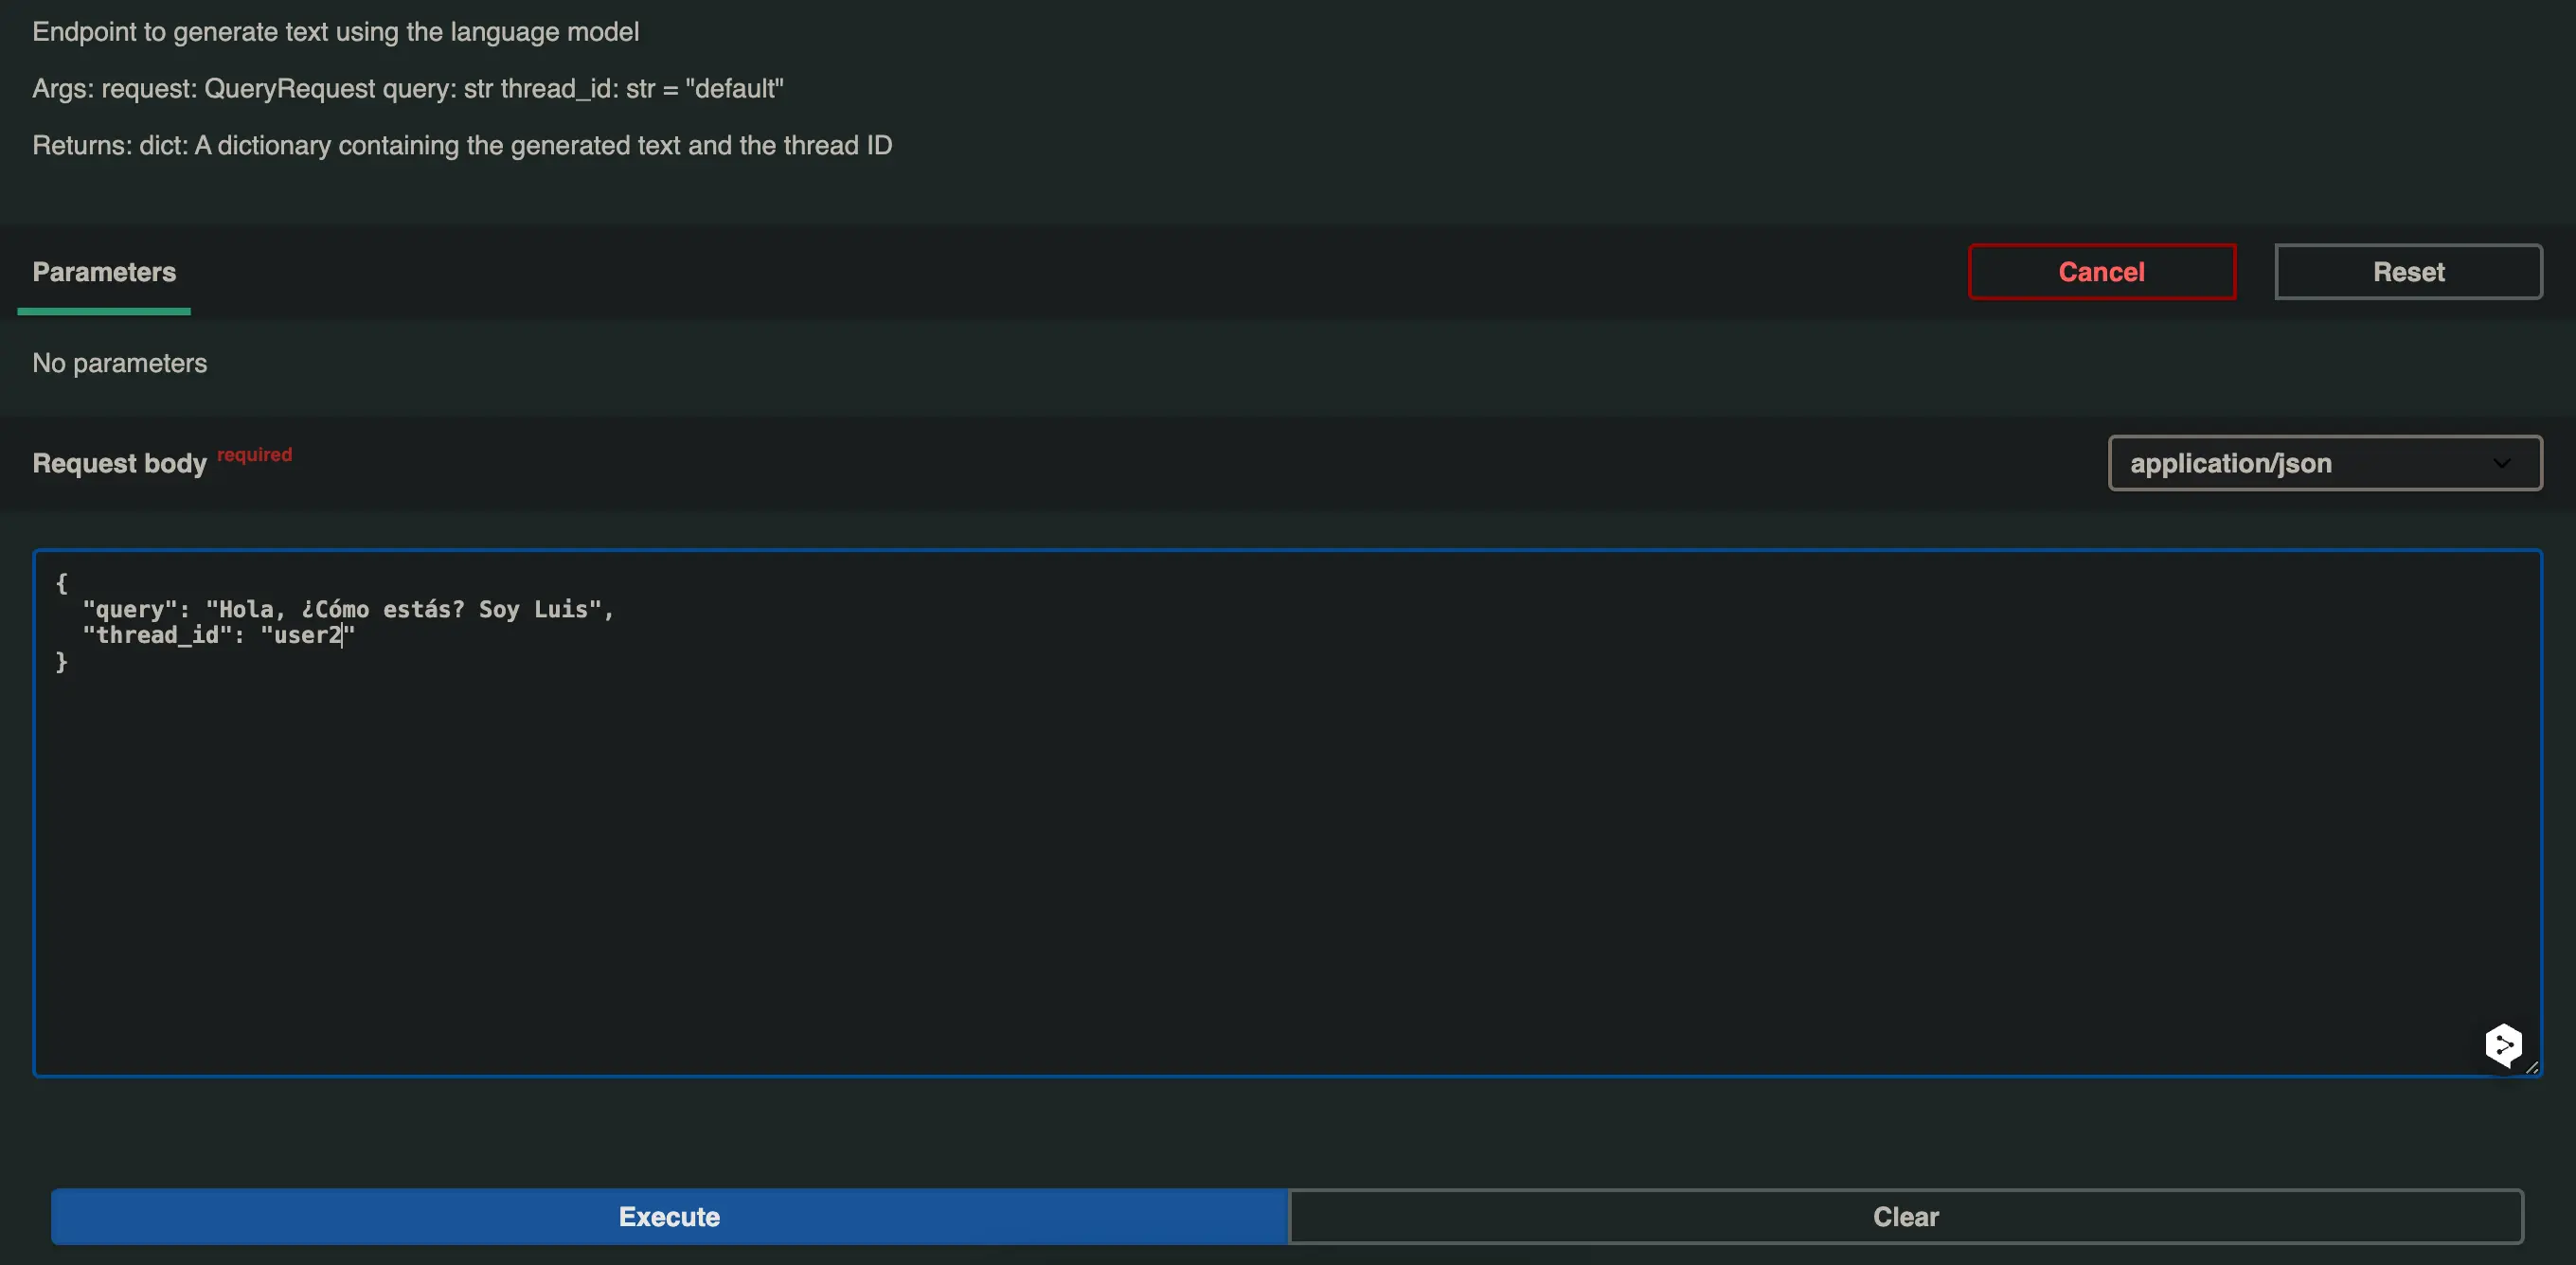 Endpoint to generate text using the language model
Args: request: QueryRequest query: str thread_id: str = "default"
Returns: dict: A dictionary containing the generated text and the thread ID
Parameters
Cancel
Reset
No parameters
Request body required
application/json
{
  "query": "Hola, ¿Cómo estás? Soy Luis",
  "thread_id": "user2"
}
Execute
Clear